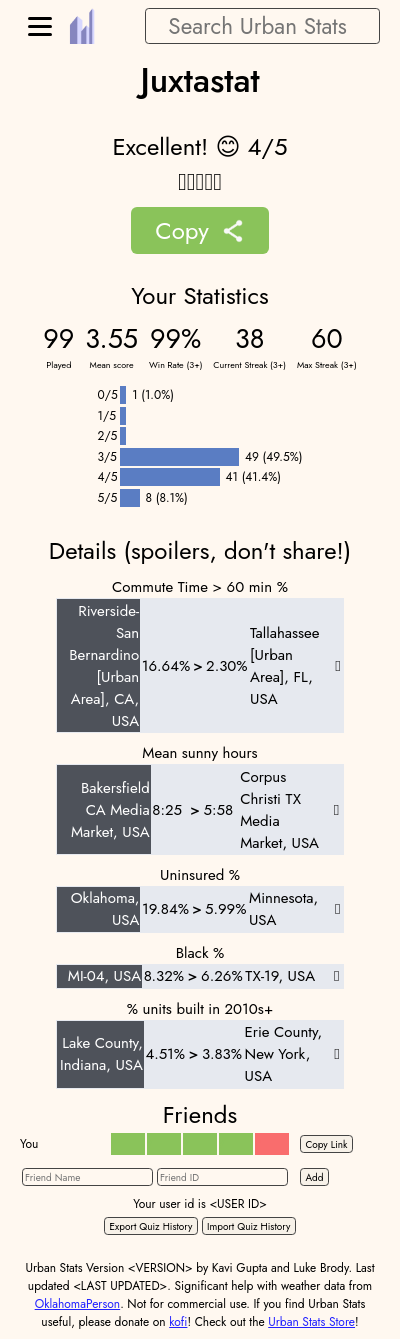 Search Urban Stats
Juxtastat
Excellent! 😊 4/5
Copy
Your Statistics
99 3.55 99% 38 60
Played Mean score Win Rate (3+) Current Streak (3+) Max Streak (3+)
0/5 1 (1.0%)
1/5
2/5
3/5 49 (49.5%)
4/5 41 (41.4%)
5/5 8 (8.1%)
Details (spoilers, don't share!)
Commute Time > 60 min %
Riverside-
San
Bernardino
[Urban
Area], CA,
USA
16.64% > 2.30%
Tallahassee
[Urban
Area], FL,
USA
Mean sunny hours
Bakersfield
CA Media
Market, USA
8:25 > 5:58
Corpus
Christi TX
Media
Market, USA
Uninsured %
Oklahoma,
USA
19.84% > 5.99%
Minnesota,
USA
Black %
MI-04, USA 8.32% > 6.26% TX-19, USA
% units built in 2010s+
Lake County,
Indiana, USA
4.51% > 3.83%
Erie County,
New York,
USA
Friends
You Copy Link
Friend Name Friend ID Add
Your user id is <USER ID>
Export Quiz History Import Quiz History
Urban Stats Version <VERSION> by Kavi Gupta and Luke Brody. Last
updated <LAST UPDATED>. Significant help with weather data from
OklahomaPerson. Not for commercial use. If you find Urban Stats
useful, please donate on kofi! Check out the Urban Stats Store!